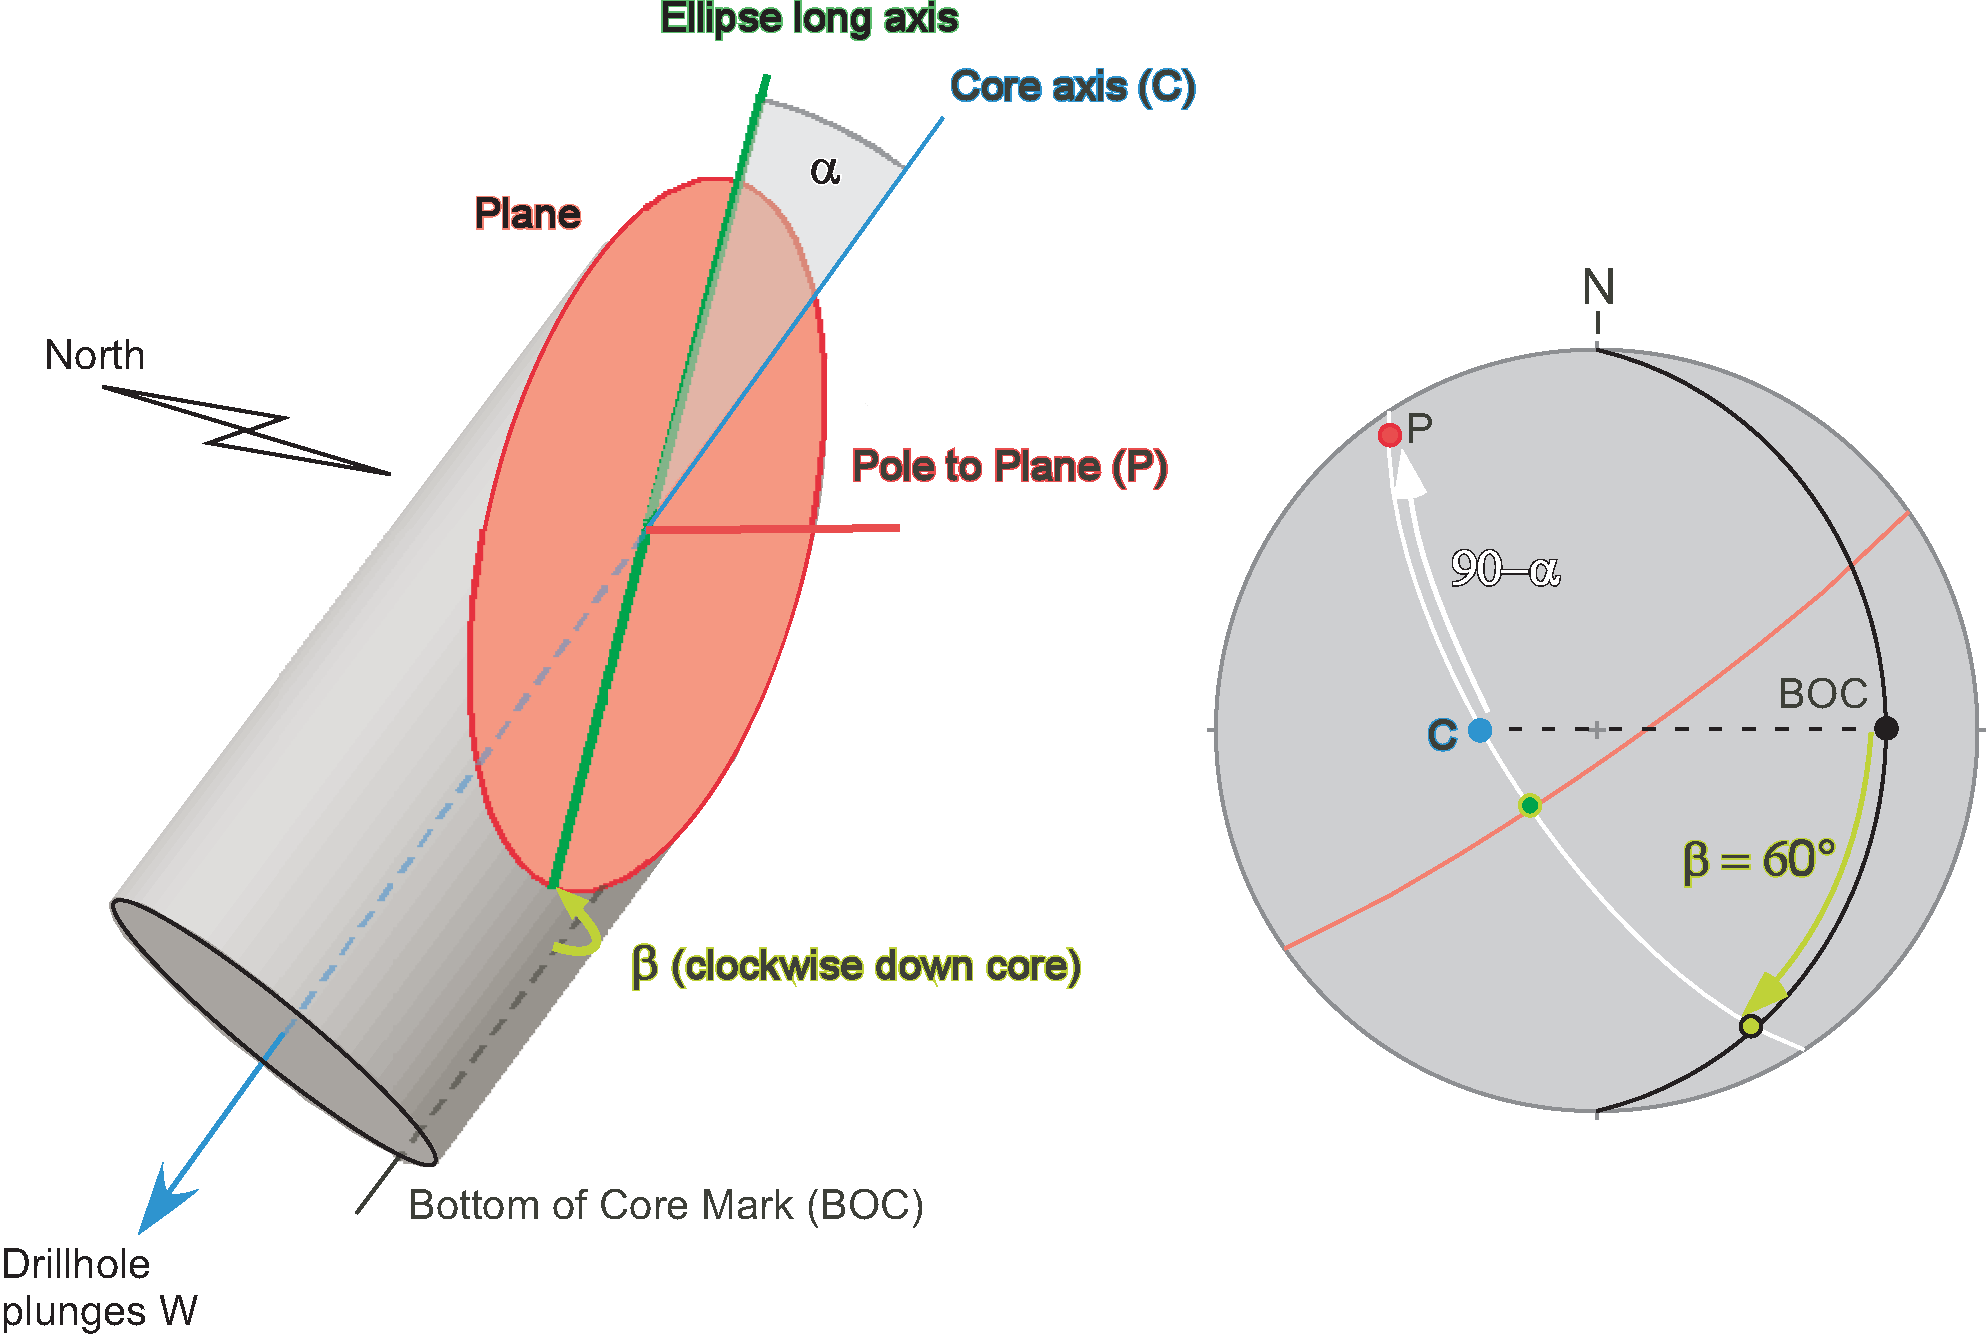 Ellipse long axis
Core axis (C)
α
Plane
North
Pole to Plane (P)
β (clockwise down core)
Bottom of Core Mark (BOC)
Drillhole
plunges W
N
P
90–α
BOC
C
β = 60°